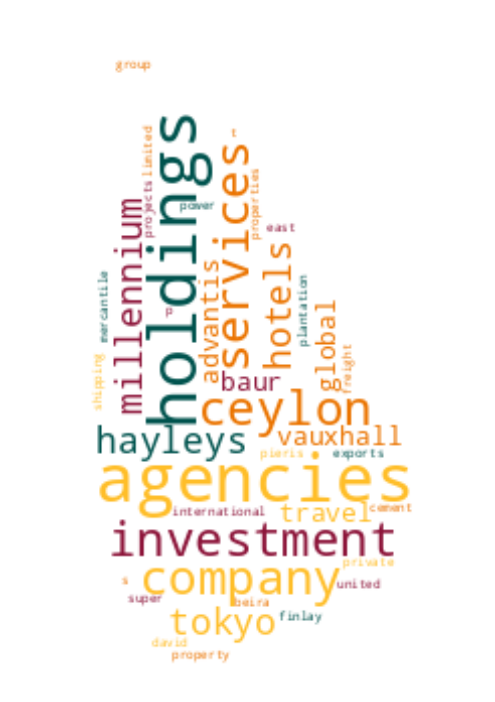 group
limited
projects
holdings
t
services
properties
power
millennium
east
p
advantis
hotels
plantation
mercantile
global
freight
shipping
baur
ceylon
hayleys
vauxhall
pieris
exports
agencies
international
travel
cement
investment
private
s
company
united
super
beira
tokyo
finlay
david
property